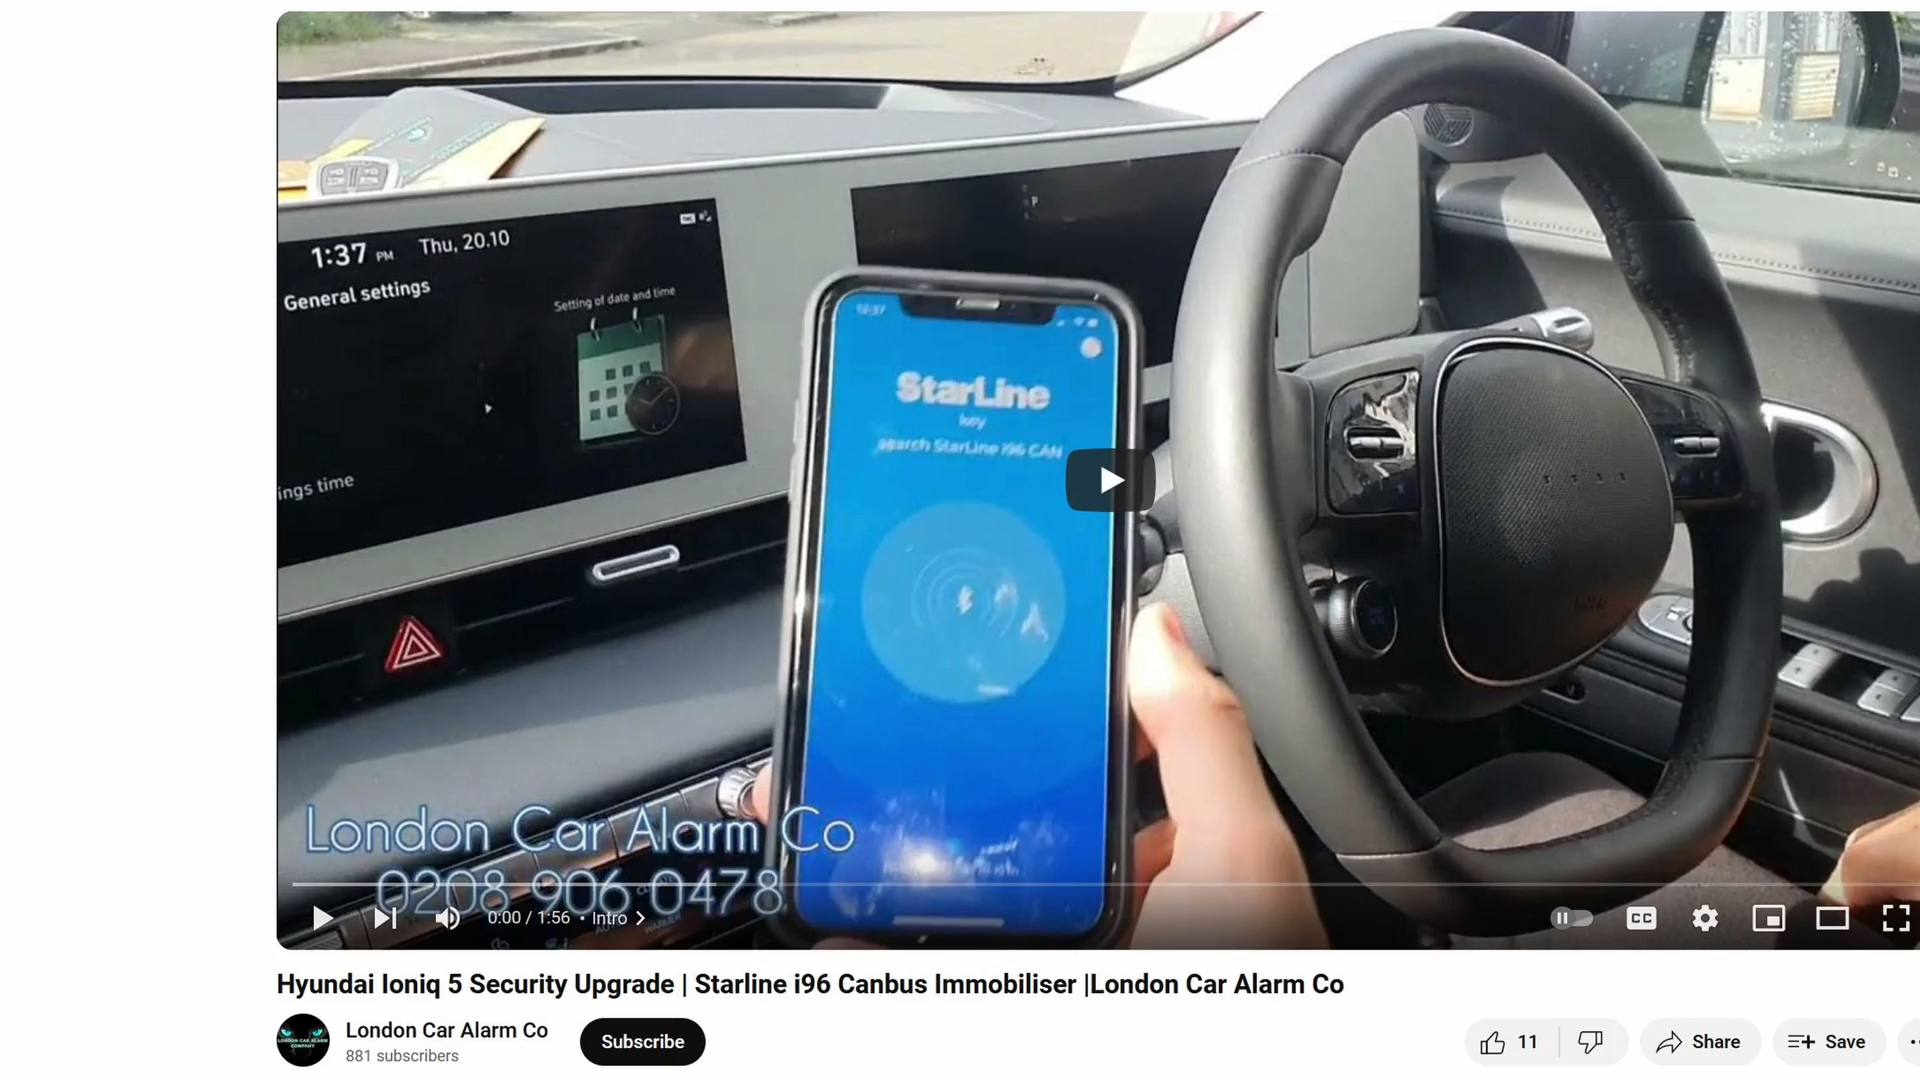 1:37 PM Thu, 20.10
General settings
Setting of date and time
ings time
P
StarLine
key
search StarLine i96 CAN
London Car Alarm Co
0208 906 0478
0:00 / 1:56 • Intro
CC
Hyundai Ioniq 5 Security Upgrade | Starline i96 Canbus Immobiliser |London Car Alarm Co
London Car Alarm Co
881 subscribers
Subscribe
11
Share
Save